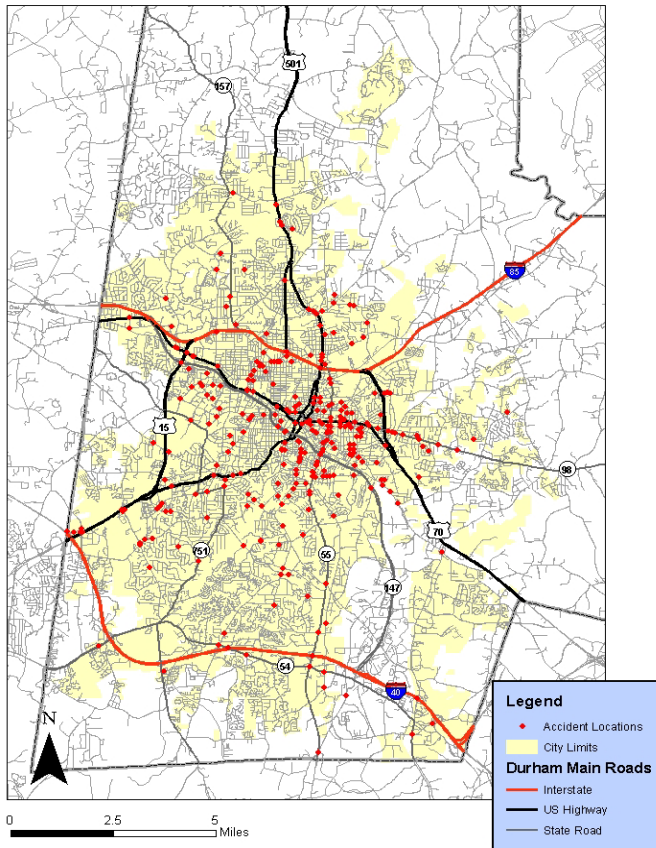 501
157
85
15
98
70
751
55
147
54
40
N
Legend
Accident Locations
City Limits
Durham Main Roads
Interstate
US Highway
State Road
0 2.5 5
Miles